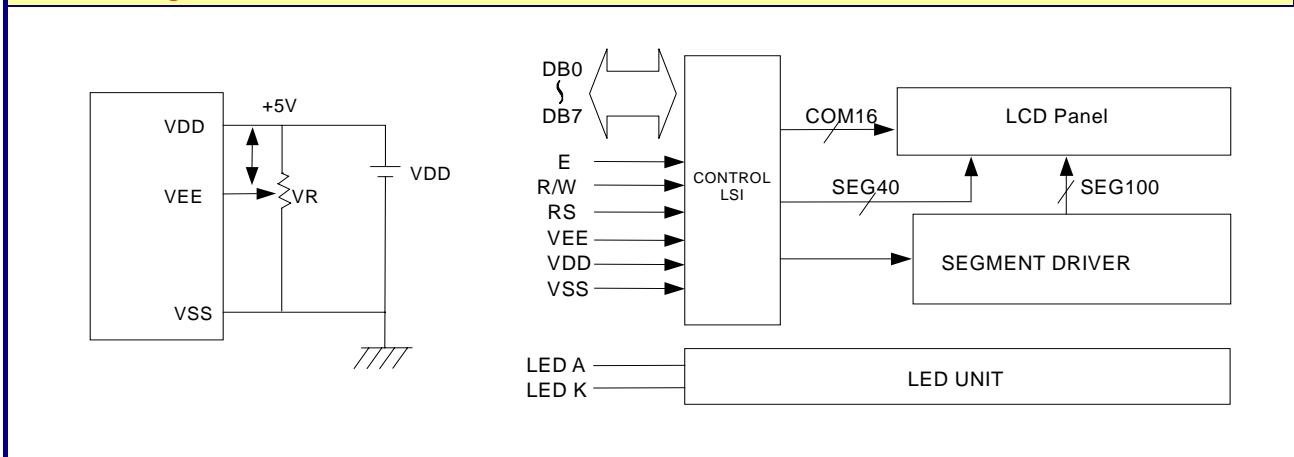 +5V
VDD
VEE
VR
VDD
VSS
DB0
DB7
E
R/W
RS
VEE
VDD
VSS
CONTROL
LSI
COM16
LCD Panel
SEG40
SEG100
SEGMENT DRIVER
LED A
LED K
LED UNIT